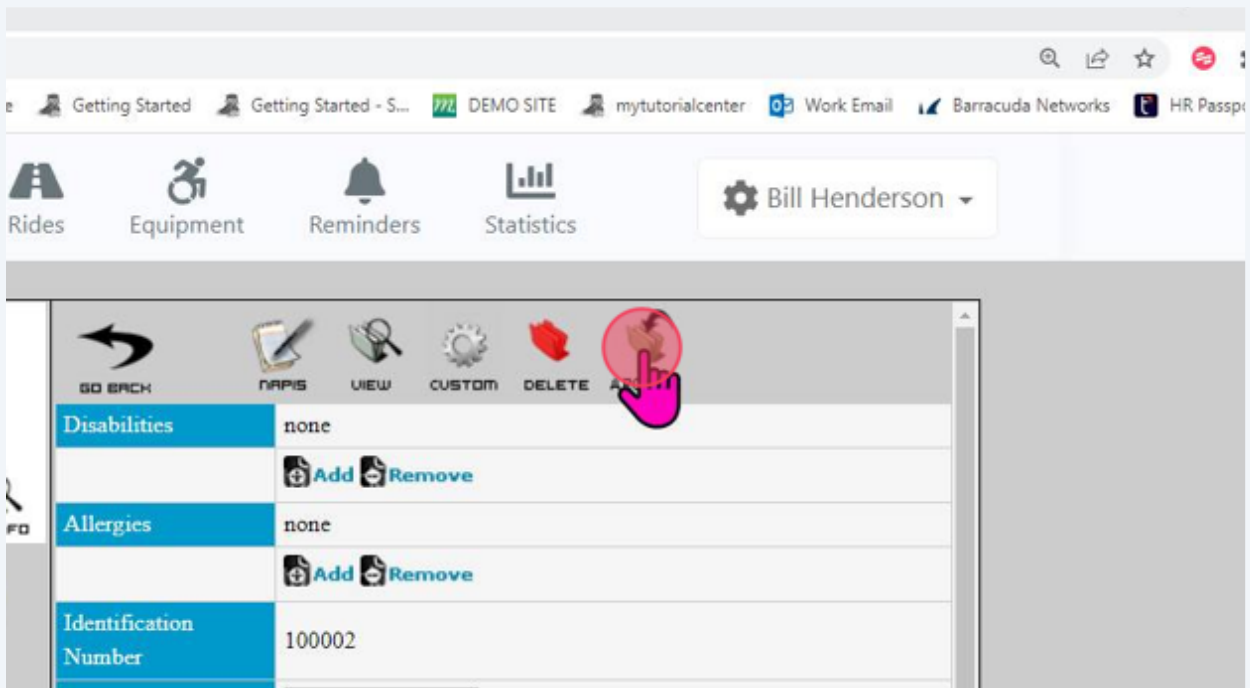 Getting Started Getting Started - S... DEMO SITE mytutorialcenter Work Email Barracuda Networks HR Passpo
Rides Equipment Reminders Statistics Bill Henderson
GO BACK NAPIS VIEW CUSTOM DELETE
Disabilities none
Add Remove
Allergies none
Add Remove
Identification
Number 100002